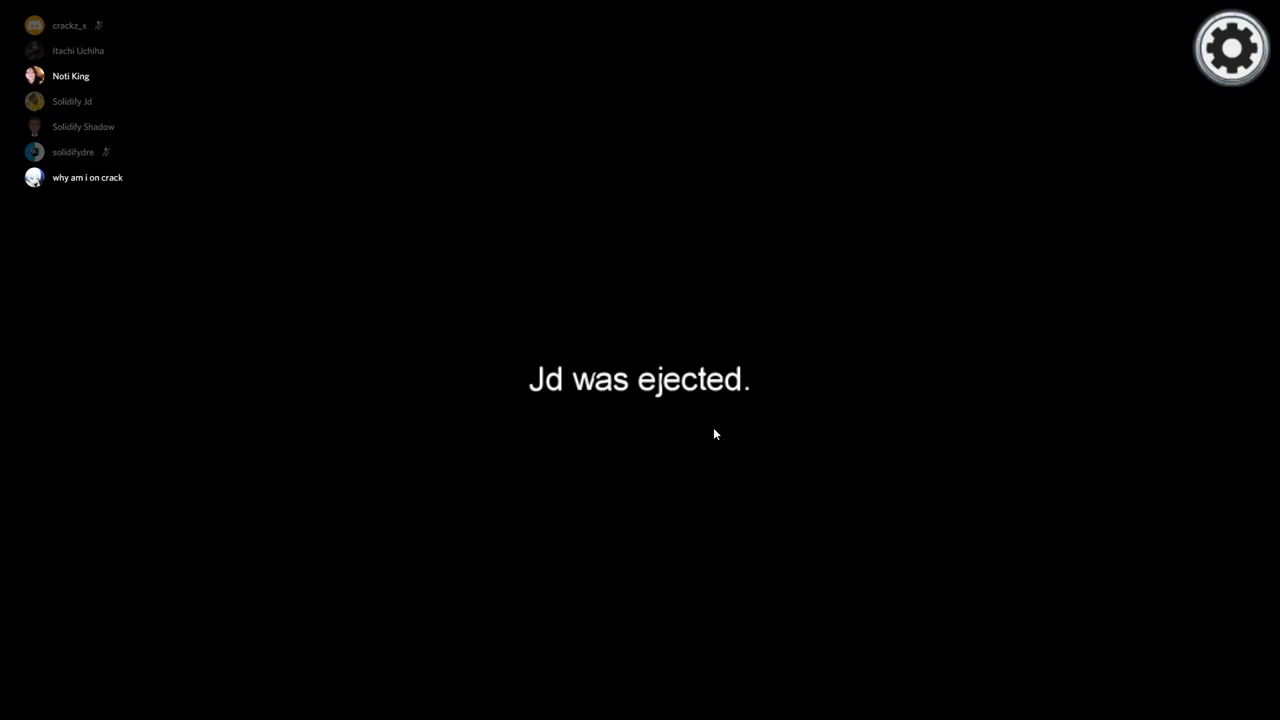 crackz_x
Itachi Uchiha
Noti King
Solidify Jd
Solidify Shadow
solidifydre
why am i on crack
Jd was ejected.